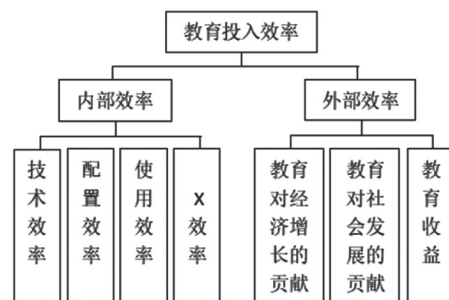 教育投入效率
内部效率
外部效率
技术效率
配置效率
使用效率
X效率
教育对经济增长的贡献
教育对社会发展的贡献
教育收益